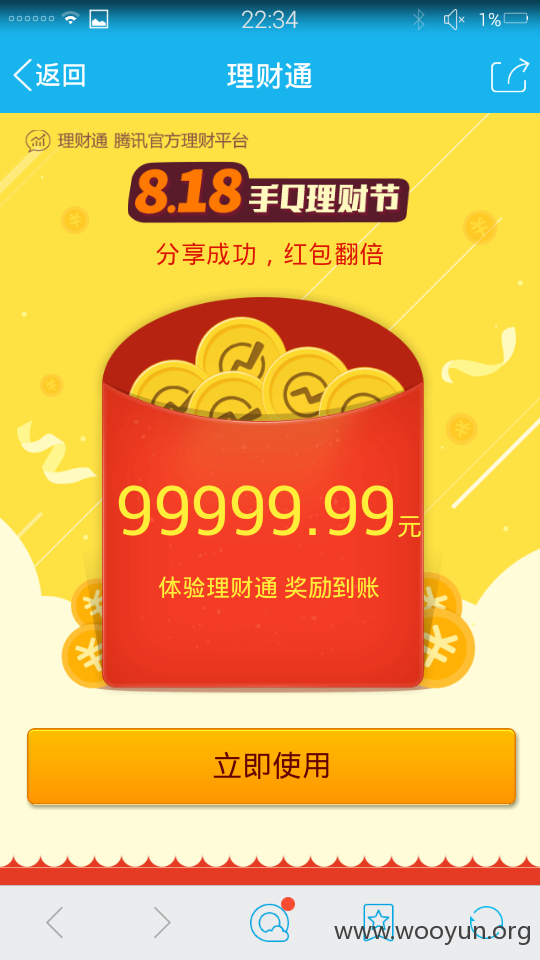 22:34
1%
返回
理财通
理财通 腾讯官方理财平台
8.18手Q理财节
分享成功，红包翻倍
99999.99元
体验理财通 奖励到账
立即使用
www.wooyun.org